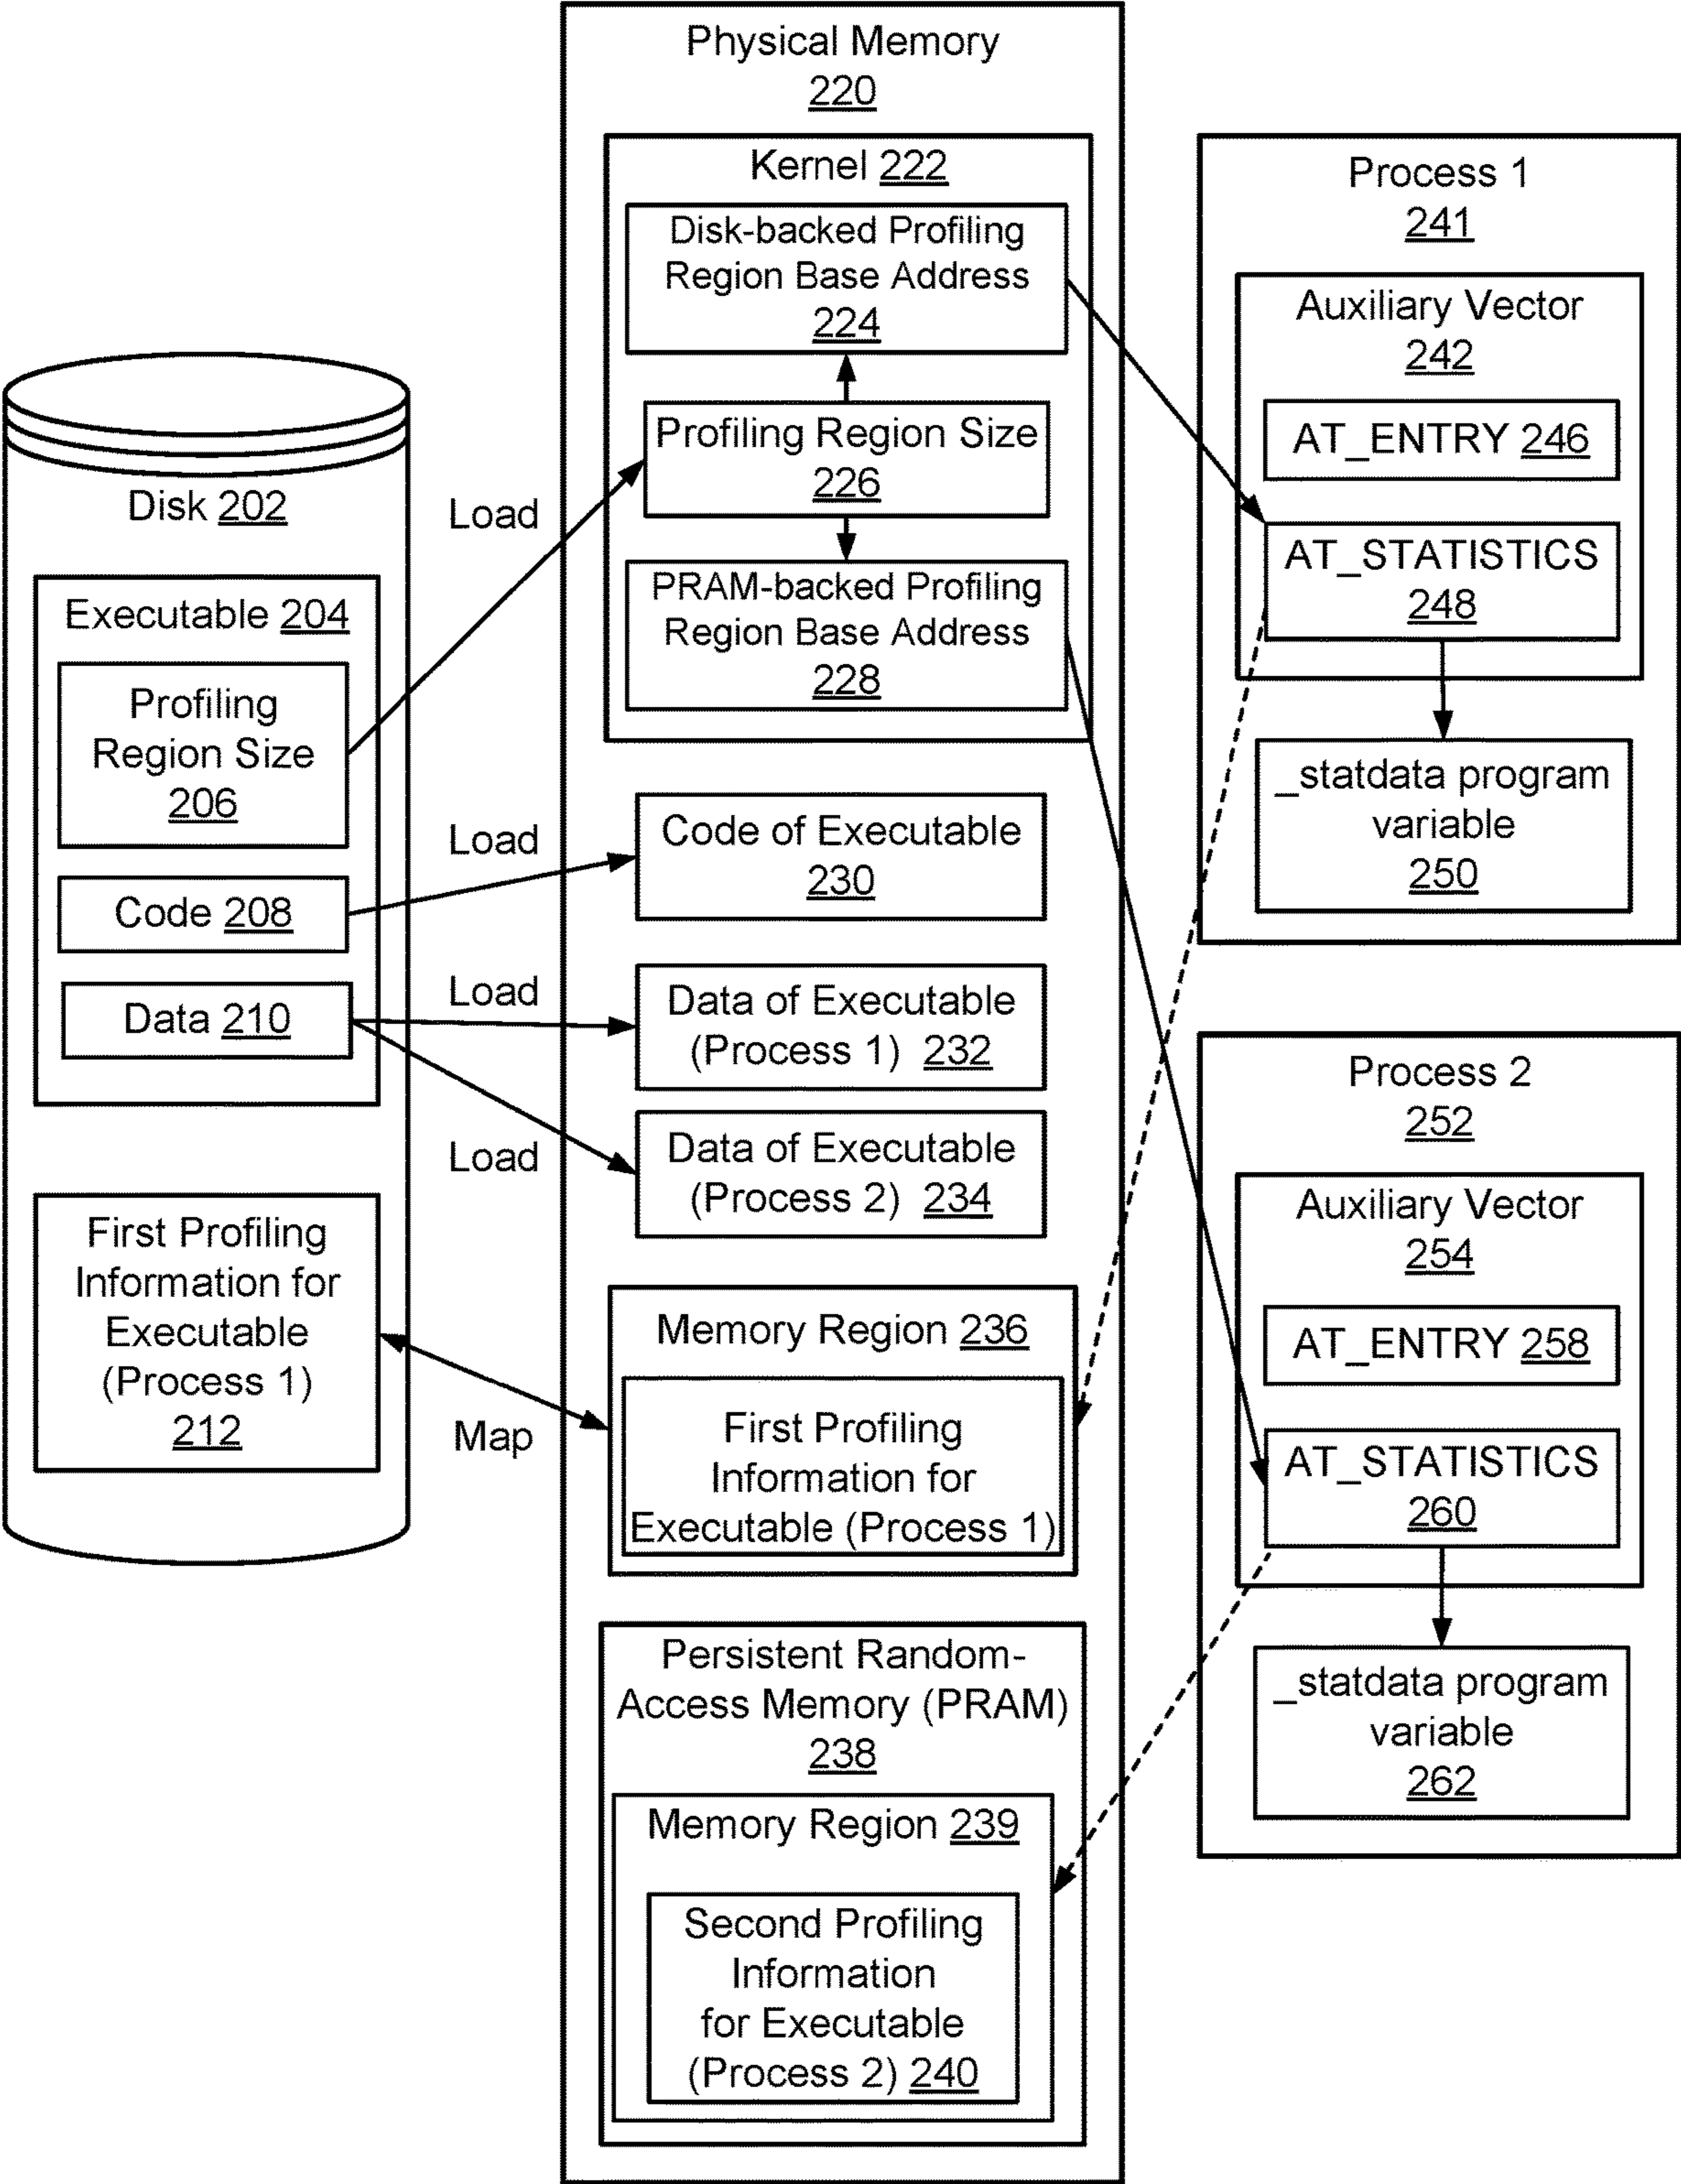 Physical Memory
220
Kernel 222
Disk-backed Profiling
Region Base Address
224
Profiling Region Size
226
PRAM-backed Profiling
Region Base Address
228
Disk 202
Executable 204
Profiling
Region Size
206
Code 208
Data 210
First Profiling
Information for
Executable
(Process 1)
212
Load
Load
Load
Load
Map
Code of Executable
230
Data of Executable
(Process 1) 232
Data of Executable
(Process 2) 234
Memory Region 236
First Profiling
Information for
Executable (Process 1)
Persistent Random-
Access Memory (PRAM)
238
Memory Region 239
Second Profiling
Information
for Executable
(Process 2) 240
Process 1
241
Auxiliary Vector
242
AT_ENTRY 246
AT_STATISTICS
248
_statdata program
variable
250
Process 2
252
Auxiliary Vector
254
AT_ENTRY 258
AT_STATISTICS
260
_statdata program
variable
262